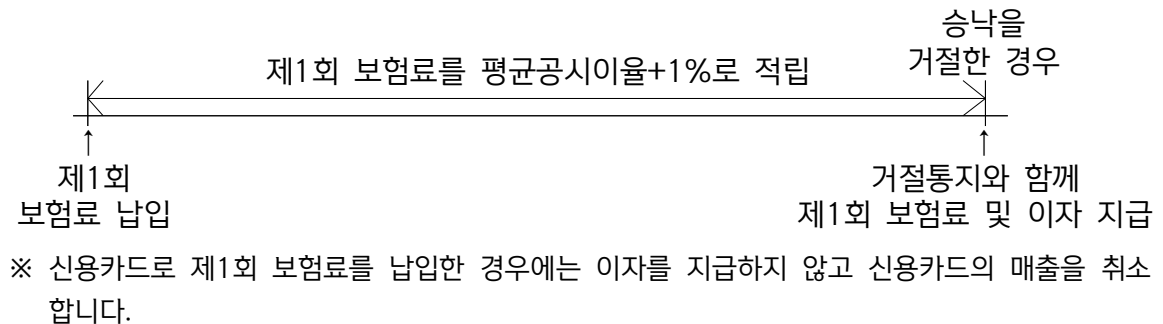 승낙을
거절한 경우
제1회 보험료를 평균공시이율+1%로 적립
제1회
보험료 납입
거절통지와 함께
제1회 보험료 및 이자 지급
※ 신용카드로 제1회 보험료를 납입한 경우에는 이자를 지급하지 않고 신용카드의 매출을 취소
합니다.